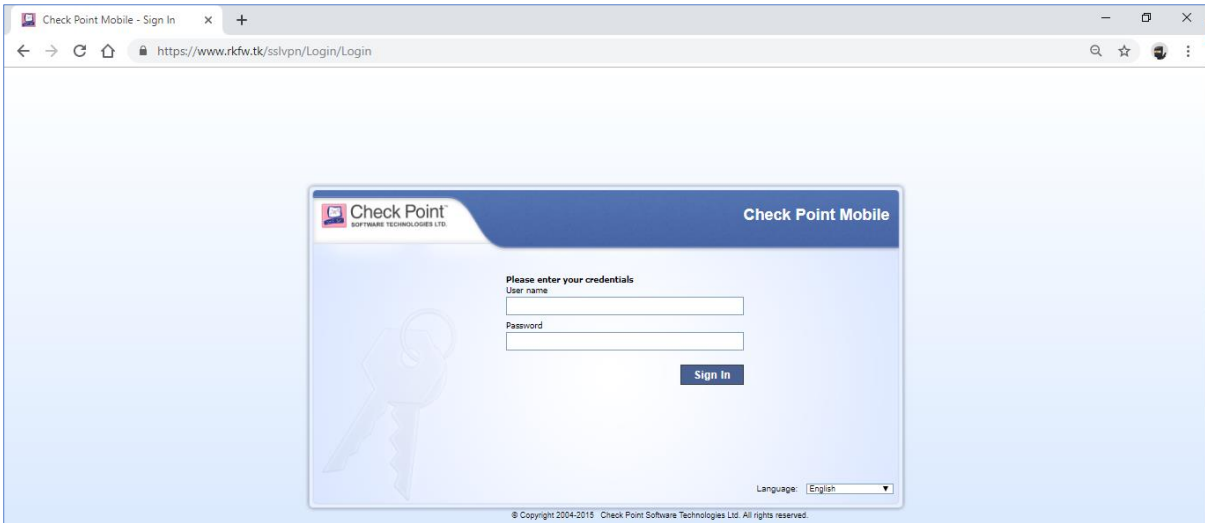 Check Point Mobile - Sign In
https://www.rkfw.tk/sslvpn/Login/Login
Check Point™
SOFTWARE TECHNOLOGIES LTD.
Check Point Mobile
Please enter your credentials
User name
Password
Sign In
Language: English
© Copyright 2004-2015 Check Point Software Technologies Ltd. All rights reserved.